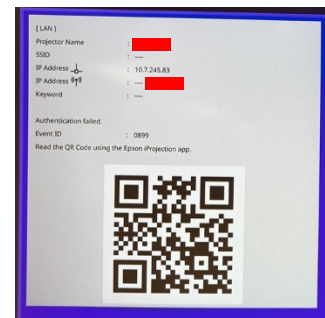 [ LAN ]
Projector Name :
SSID : ---
IP Address : 10.7.245.83
IP Address : ---
Keyword : ---
Authentication failed.
Event ID : 0899
Read the QR Code using the Epson iProjection app.